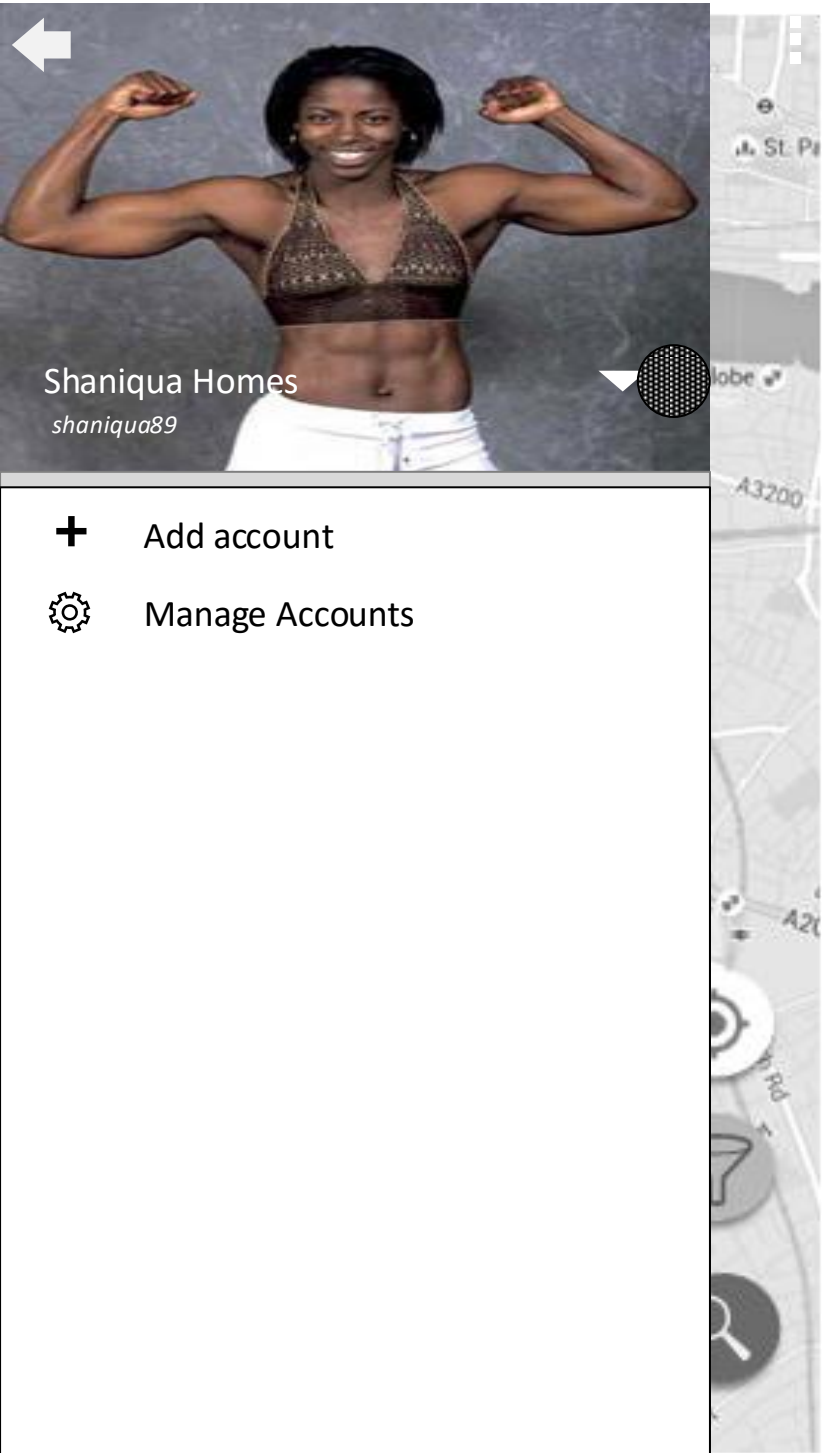 St. Pa
Shaniqua Homes
shaniqua89
lobe
A3200
Add account
Manage Accounts
A20
Rd